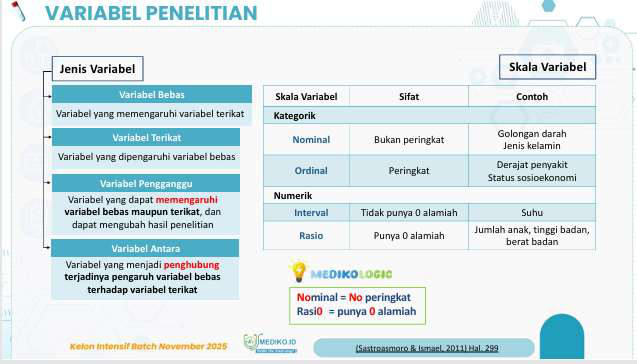 VARIABEL PENELITIAN
Jenis Variabel
Variabel Bebas
Variabel yang memengaruhi variabel terikat
Variabel Terikat
Variabel yang dipengaruhi variabel bebas
Variabel Pengganggu
Variabel yang dapat memengaruhi
variabel bebas maupun terikat, dan
dapat mengubah hasil penelitian
Variabel Antara
Variabel yang menjadi penghubung
terjadinya pengaruh variabel bebas
terhadap variabel terikat
Skala Variabel
Skala Variabel Sifat Contoh
Kategorik
Nominal Bukan peringkat Golongan darah
Jenis kelamin
Ordinal Peringkat Derajat penyakit
Status sosioekonomi
Numerik
Interval Tidak punya 0 alamiah Suhu
Rasio Punya 0 alamiah Jumlah anak, tinggi badan,
berat badan
MEDIKOLOGIC
Nominal = No peringkat
Rasi0 = punya 0 alamiah
Kelon Intensif Batch November 2025
MEDIKO.ID
(Sastroasmoro & Ismael, 2011) Hal. 299